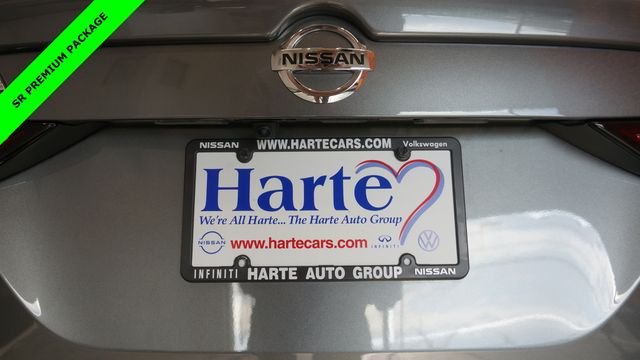 SR PREMIUM PACKAGE
NISSAN
NISSAN WWW.HARTECARS.COM Volkswagen
Harte
We're All Harte... The Harte Auto Group
www.hartecars.com INFINITI
INFINITI HARTE AUTO GROUP NISSAN